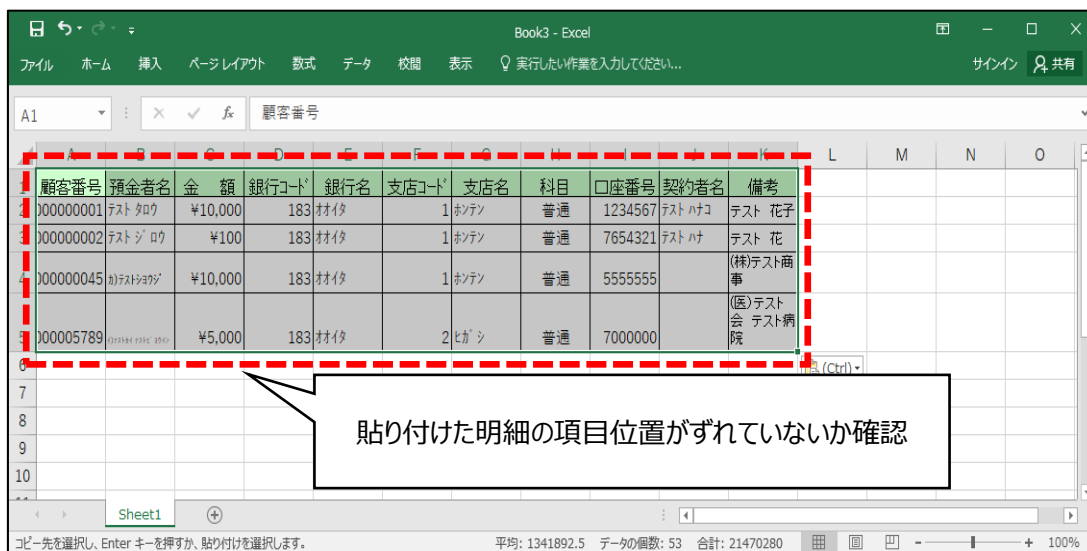 Book3 - Excel
ファイル ホーム 挿入 ページ レイアウト 数式 データ 校閲 表示 実行したい作業を入力してください... サインイン 共有
A1 fx 顧客番号
A B C D E F G H I J K L M N O
1 顧客番号 預金者名 金 額 銀行コード 銀行名 支店コード 支店名 科目 口座番号 契約者名 備考
2 000000001 テスト タロウ ¥10,000 183 オオイタ 1 ホンテン 普通 1234567 テスト ハナコ テスト 花子
3 000000002 テスト ジロウ ¥100 183 オオイタ 1 ホンテン 普通 7654321 テスト ハナ テスト 花
4 000000045 カ)テストシヨウジ ¥10,000 183 オオイタ 1 ホンテン 普通 5555555 (株)テスト商
事
5 000005789 ¥5,000 183 オオイタ 2 ヒガシ 普通 7000000 (医)テスト
会 テスト病
院
6
(Ctrl)
7
8
9
10
貼り付けた明細の項目位置がずれていないか確認
Sheet1
コピー先を選択し、Enter キーを押すか、貼り付けを選択します。 平均: 1341892.5 データの個数: 53 合計: 21470280 100%